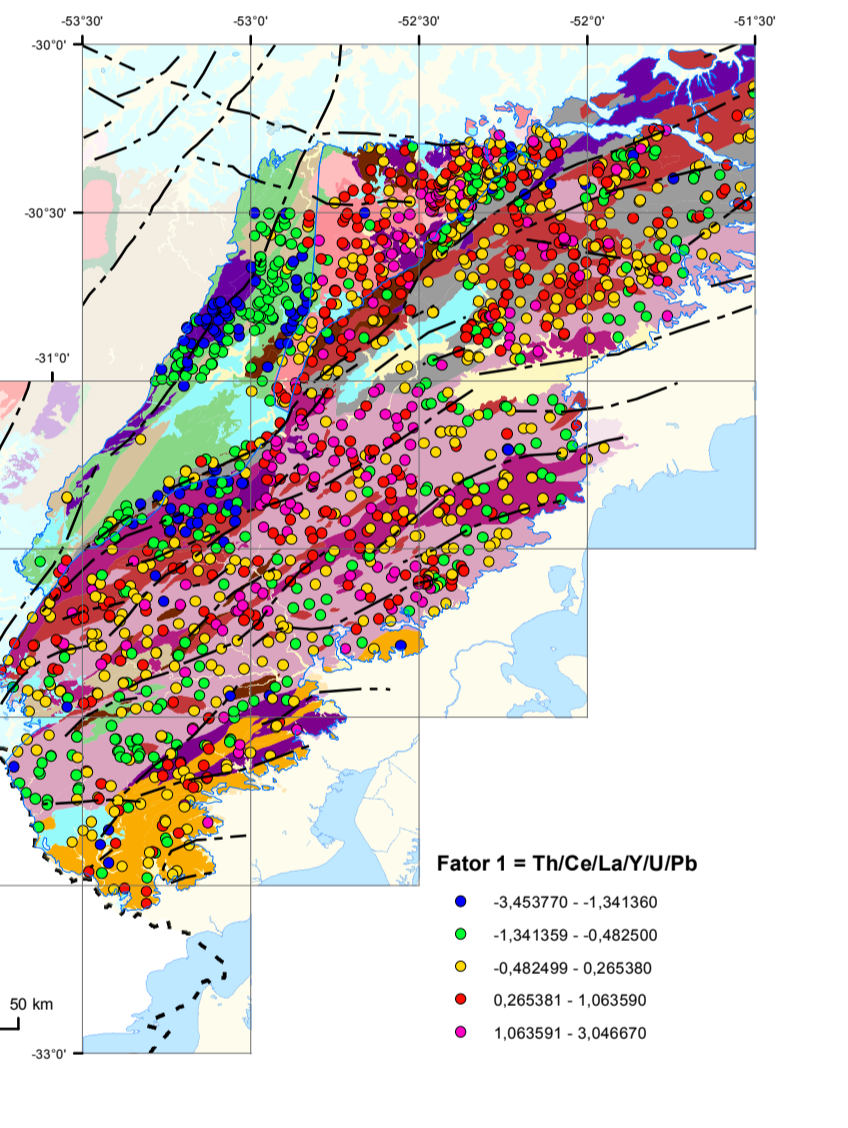 -53°30' -53°0' -52°30' -52°0' -51°30'
-30°0'
-30°30'
-31°0'
Fator 1 = Th/Ce/La/Y/U/Pb
-3,453770 - -1,341360
-1,341359 - -0,482500
-0,482499 - 0,265380
0,265381 - 1,063590
1,063591 - 3,046670
50 km
-33°0'